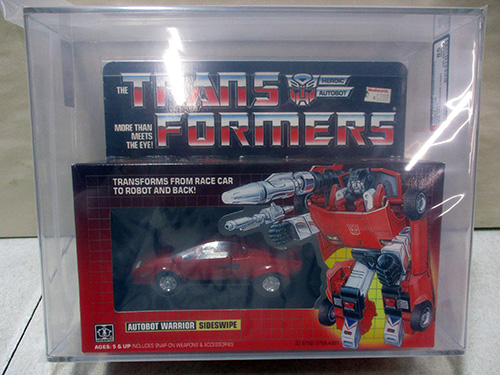 THE TRANSFORMERS
HEROIC
AUTOBOT
MORE THAN
MEETS
THE EYE!
TRANSFORMS FROM RACE CAR
TO ROBOT AND BACK!
AUTOBOT WARRIOR SIDESWIPE
AGES: 5 & UP INCLUDES SNAP-ON WEAPONS & ACCESSORIES